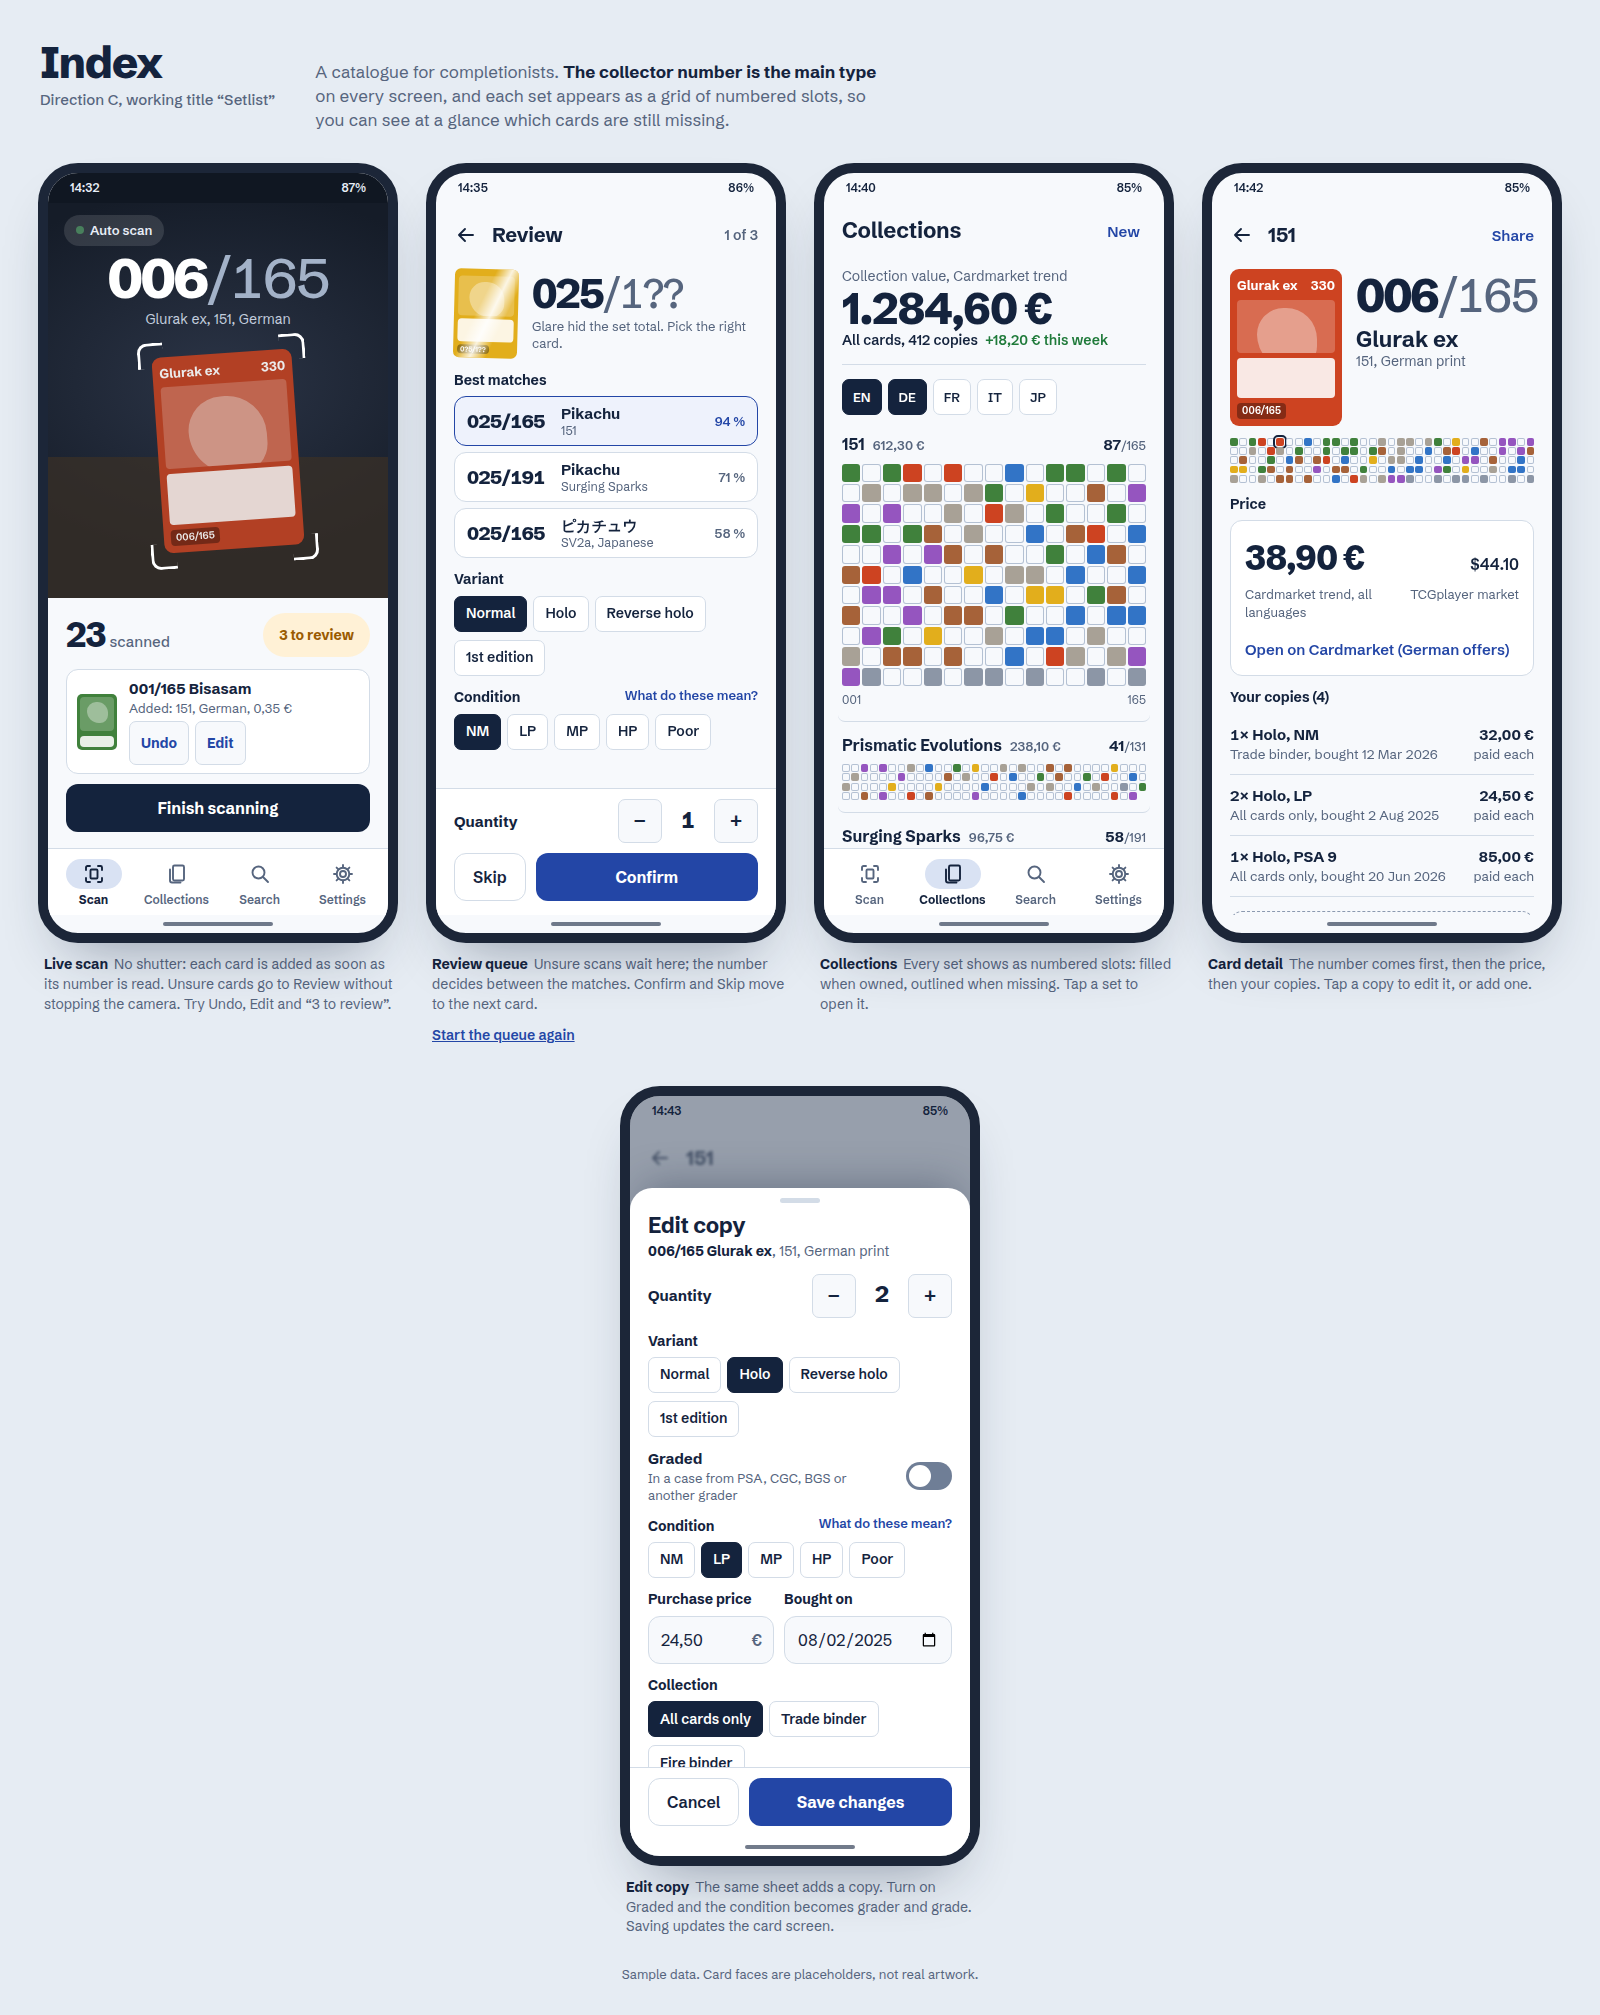 Index
Direction C, working title “Setlist”
A catalogue for completionists. The collector number is the main type
on every screen, and each set appears as a grid of numbered slots, so
you can see at a glance which cards are still missing.
14:32 87%
Auto scan
006/165
Glurak ex, 151, German
Glurak ex 330
006/165
23 scanned
3 to review
001/165 Bisasam
Added: 151, German, 0,35 €
Undo Edit
Finish scanning
Scan Collections Search Settings
Live scan No shutter: each card is added as soon as
its number is read. Unsure cards go to Review without
stopping the camera. Try Undo, Edit and “3 to review”.
14:35 86%
Review 1 of 3
025/1??
Glare hid the set total. Pick the right
card.
025/1??
Best matches
025/165 Pikachu 94 %
151
025/191 Pikachu 71 %
Surging Sparks
025/165 ピカチュウ 58 %
SV2a, Japanese
Variant
Normal Holo Reverse holo
1st edition
Condition What do these mean?
NM LP MP HP Poor
Quantity − 1 +
Skip Confirm
Review queue Unsure scans wait here; the number
decides between the matches. Confirm and Skip move
to the next card.
Start the queue again
14:40 85%
Collections New
Collection value, Cardmarket trend
1.284,60 €
All cards, 412 copies +18,20 € this week
EN DE FR IT JP
151 612,30 € 87/165
001 165
Prismatic Evolutions 238,10 € 41/131
Surging Sparks 96,75 € 58/191
Scan Collections Search Settings
Collections Every set shows as numbered slots: filled
when owned, outlined when missing. Tap a set to
open it.
14:42 85%
151 Share
Glurak ex 330
006/165
006/165
Glurak ex
151, German print
Price
38,90 € $44.10
Cardmarket trend, all TCGplayer market
languages
Open on Cardmarket (German offers)
Your copies (4)
1× Holo, NM 32,00 €
Trade binder, bought 12 Mar 2026 paid each
2× Holo, LP 24,50 €
All cards only, bought 2 Aug 2025 paid each
1× Holo, PSA 9 85,00 €
All cards only, bought 20 Jun 2026 paid each
Card detail The number comes first, then the price,
then your copies. Tap a copy to edit it, or add one.
14:43 85%
151
Edit copy
006/165 Glurak ex, 151, German print
Quantity − 2 +
Variant
Normal Holo Reverse holo
1st edition
Graded
In a case from PSA, CGC, BGS or
another grader
Condition What do these mean?
NM LP MP HP Poor
Purchase price Bought on
24,50 € 08/02/2025
Collection
All cards only Trade binder
Fire binder
Cancel Save changes
Edit copy The same sheet adds a copy. Turn on
Graded and the condition becomes grader and grade.
Saving updates the card screen.
Sample data. Card faces are placeholders, not real artwork.